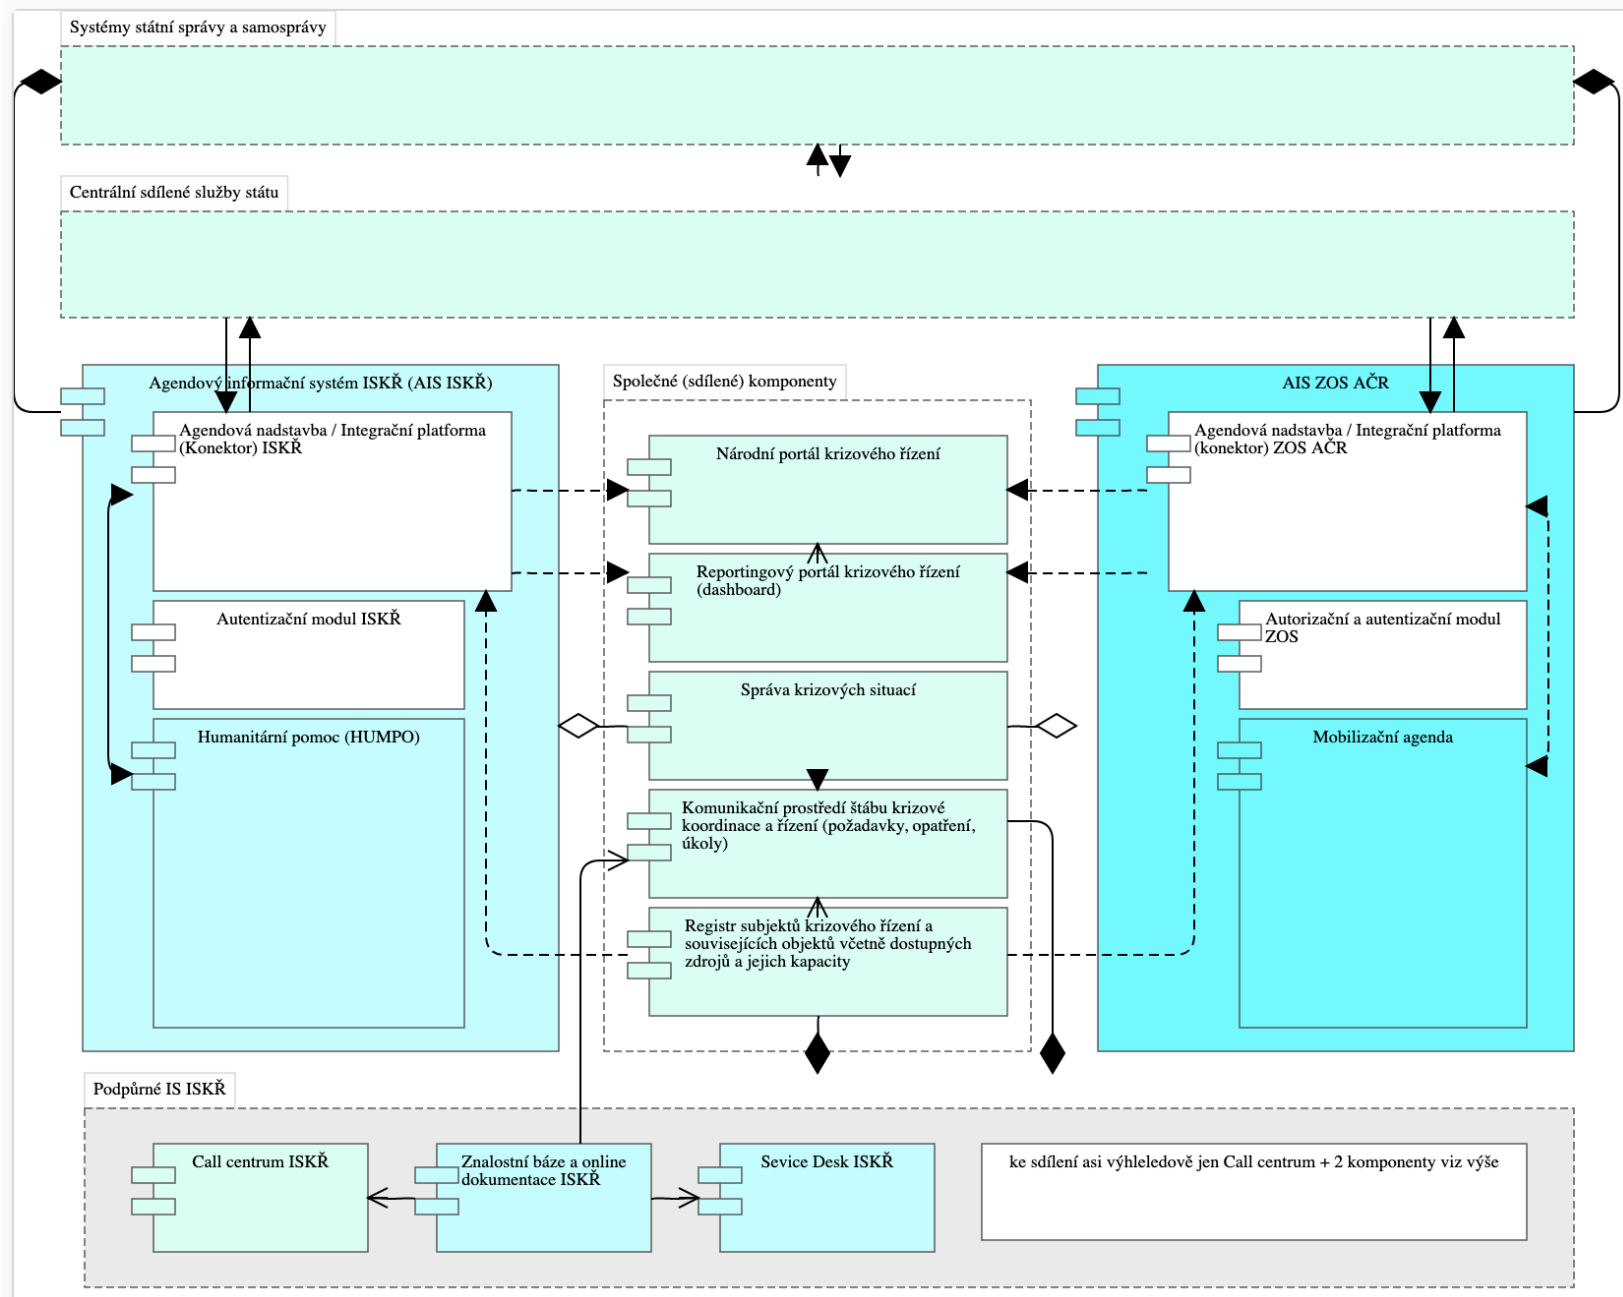 Systémy státní správy a samosprávy
Centrální sdílené služby státu
Agendový informační systém ISKŘ (AIS ISKŘ)
Agendová nadstavba / Integrační platforma
(Konektor) ISKŘ
Autentizační modul ISKŘ
Humanitární pomoc (HUMPO)
Společné (sdílené) komponenty
Národní portál krizového řízení
Reportingový portál krizového řízení
(dashboard)
Správa krizových situací
Komunikační prostředí štábu krizové
koordinace a řízení (požadavky, opatření,
úkoly)
Registr subjektů krizového řízení a
souvisejících objektů včetně dostupných
zdrojů a jejich kapacity
AIS ZOS AČR
Agendová nadstavba / Integrační platforma
(konektor) ZOS AČR
Autorizační a autentizační modul
ZOS
Mobilizační agenda
Podpůrné IS ISKŘ
Call centrum ISKŘ
Znalostní báze a online
dokumentace ISKŘ
Sevice Desk ISKŘ
ke sdílení asi výhleledově jen Call centrum + 2 komponenty viz výše